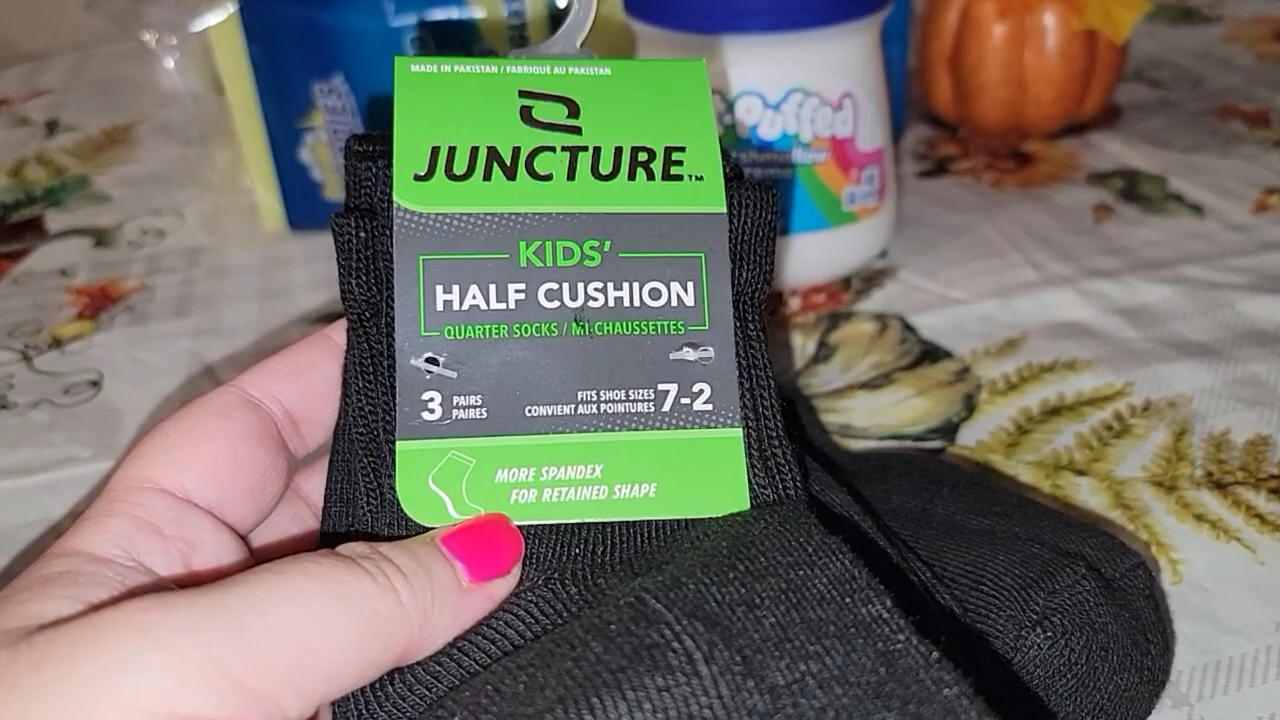 MADE IN PAKISTAN / FABRIQUÉ AU PAKISTAN
JUNCTURE™
KIDS'
HALF CUSHION
QUARTER SOCKS / MI-CHAUSSETTES
3 PAIRS
PAIRES
FITS SHOE SIZES
CONVIENT AUX POINTURES
7-2
MORE SPANDEX
FOR RETAINED SHAPE
Puffed